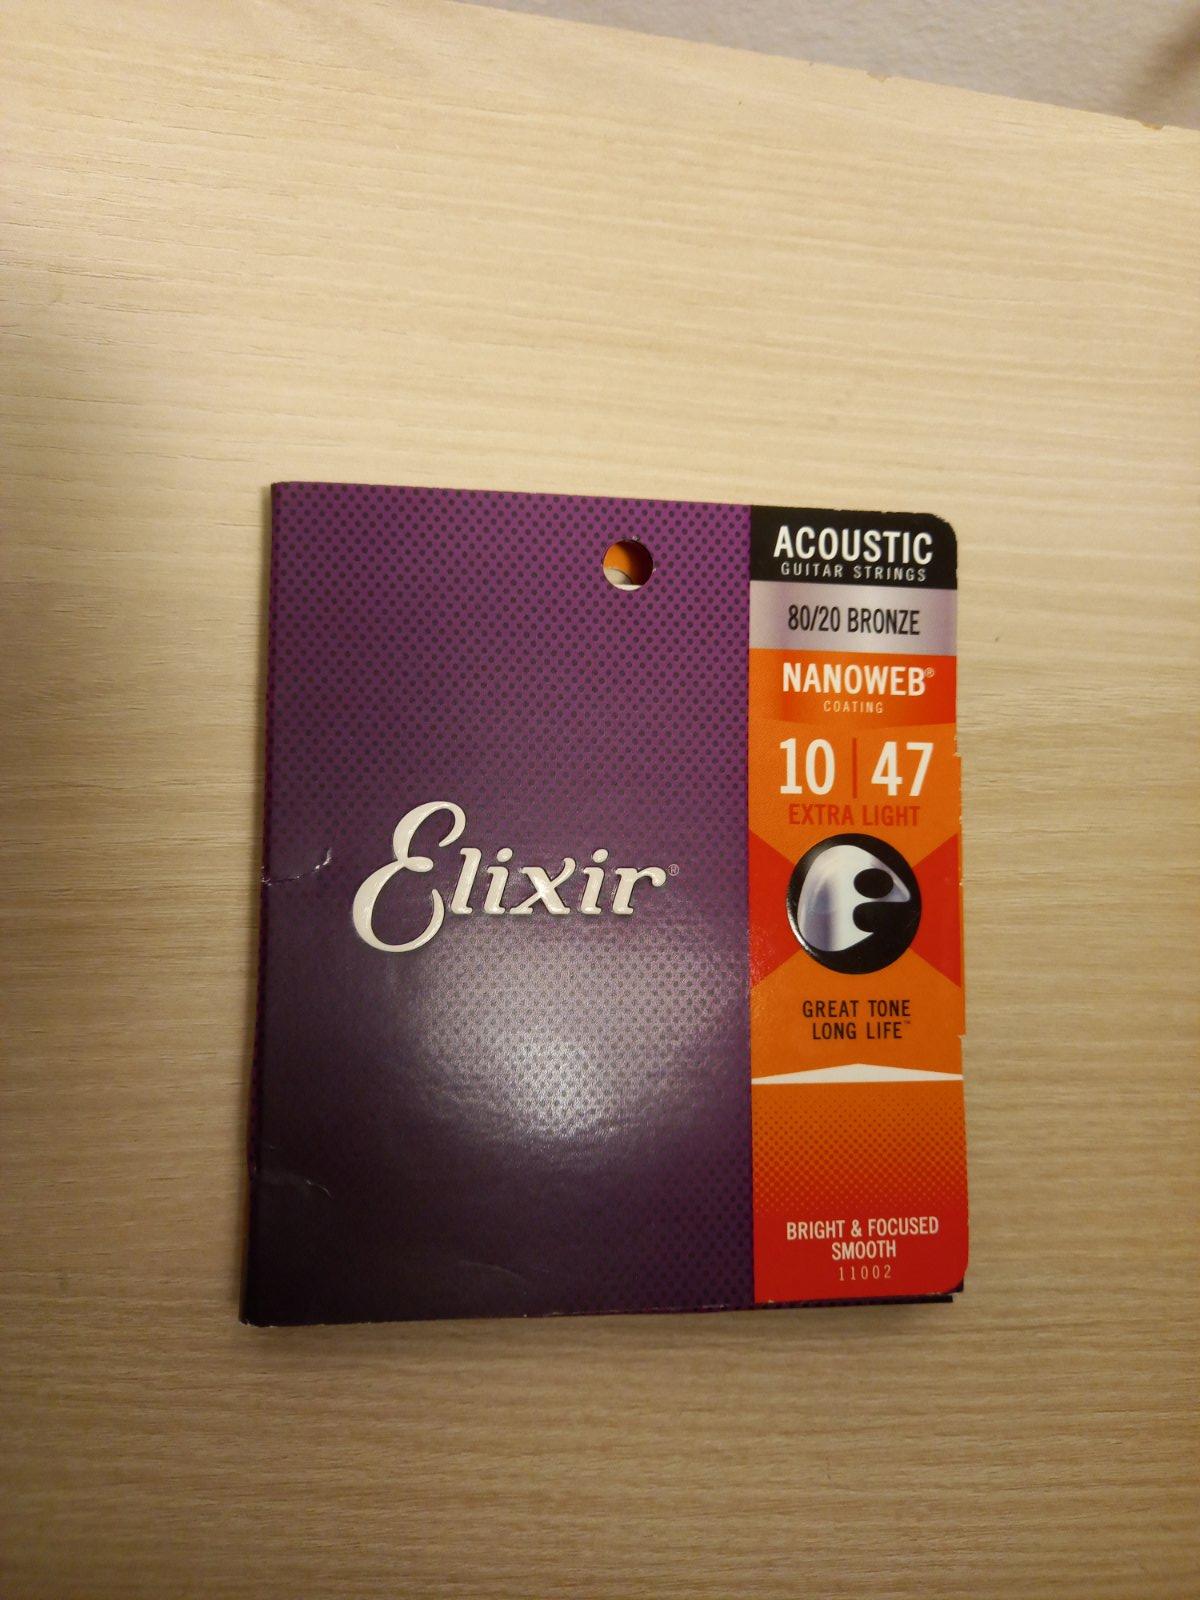 Elixir®
ACOUSTIC
GUITAR STRINGS
80/20 BRONZE
NANOWEB®
COATING
10 | 47
EXTRA LIGHT
GREAT TONE
LONG LIFE™
BRIGHT & FOCUSED
SMOOTH
11002